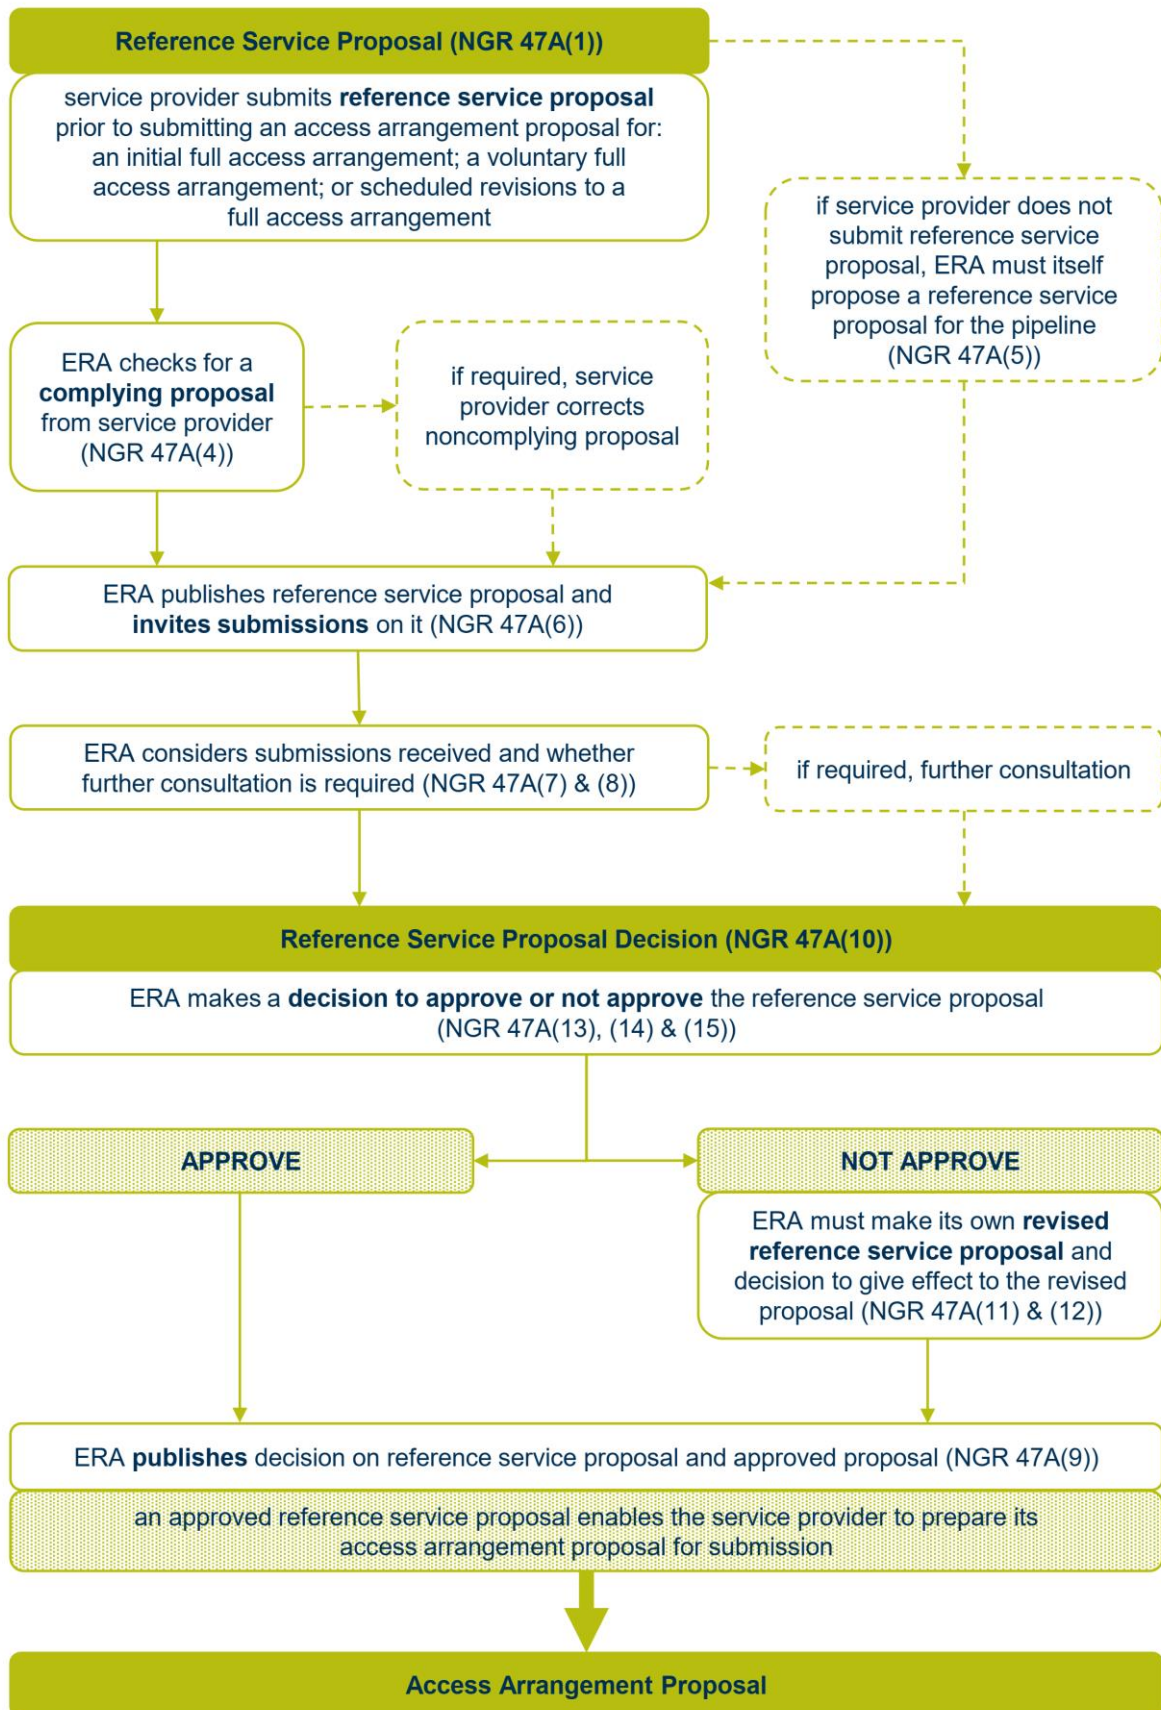 Reference Service Proposal (NGR 47A(1))
service provider submits reference service proposal
prior to submitting an access arrangement proposal for:
an initial full access arrangement; a voluntary full
access arrangement; or scheduled revisions to a
full access arrangement
if service provider does not
submit reference service
proposal, ERA must itself
propose a reference service
proposal for the pipeline
(NGR 47A(5))
ERA checks for a
complying proposal
from service provider
(NGR 47A(4))
if required, service
provider corrects
noncomplying proposal
ERA publishes reference service proposal and
invites submissions on it (NGR 47A(6))
ERA considers submissions received and whether
further consultation is required (NGR 47A(7) & (8))
if required, further consultation
Reference Service Proposal Decision (NGR 47A(10))
ERA makes a decision to approve or not approve the reference service proposal
(NGR 47A(13), (14) & (15))
APPROVE
NOT APPROVE
ERA must make its own revised
reference service proposal and
decision to give effect to the revised
proposal (NGR 47A(11) & (12))
ERA publishes decision on reference service proposal and approved proposal (NGR 47A(9))
an approved reference service proposal enables the service provider to prepare its
access arrangement proposal for submission
Access Arrangement Proposal